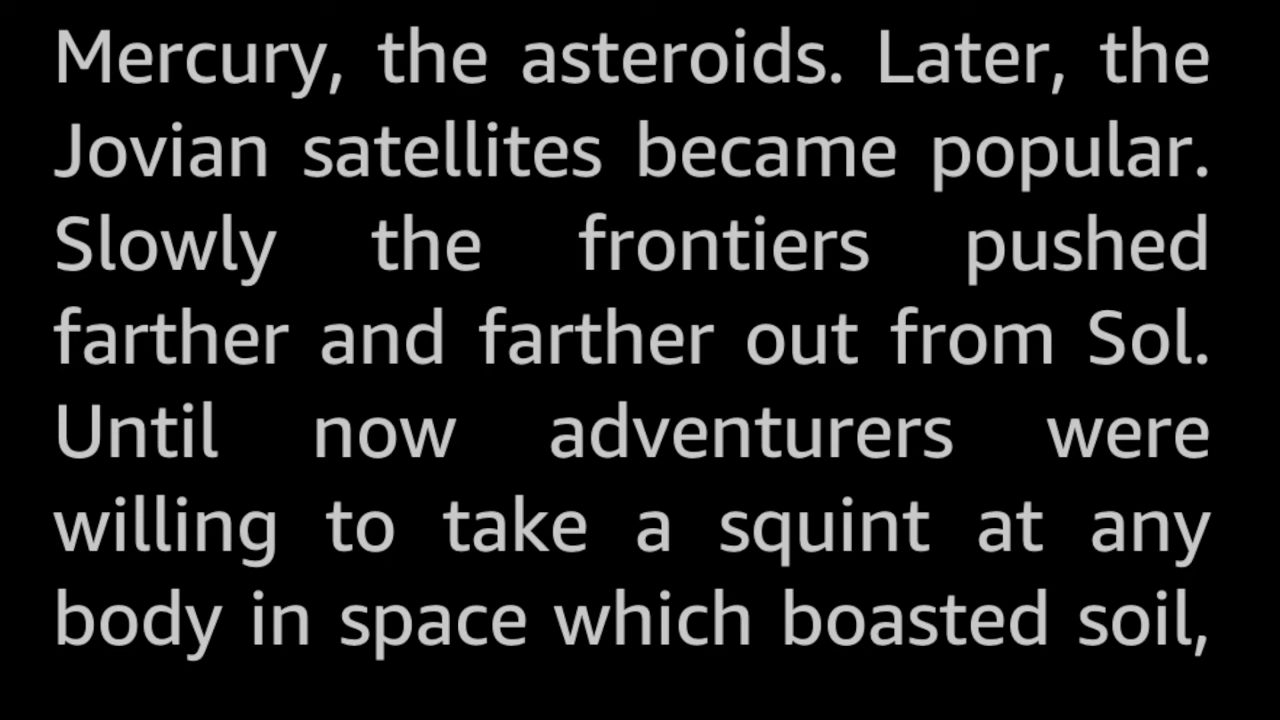 Mercury, the asteroids. Later, the
Jovian satellites became popular.
Slowly the frontiers pushed
farther and farther out from Sol.
Until now adventurers were
willing to take a squint at any
body in space which boasted soil,